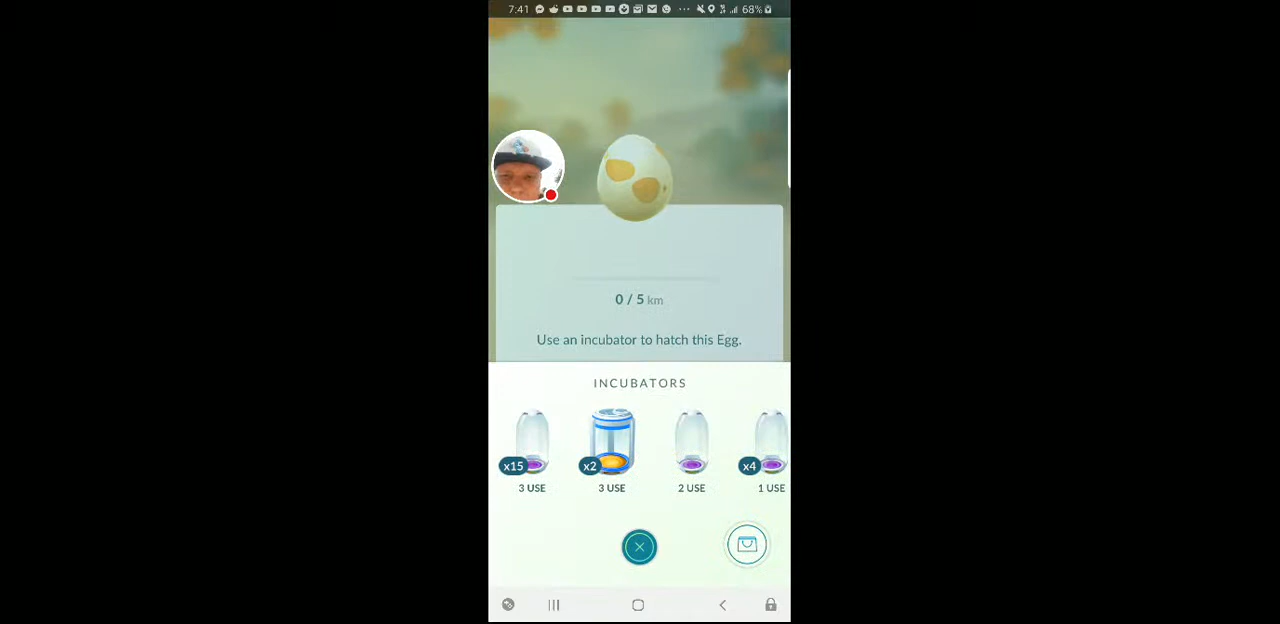 7:41 68%
0 / 5 km
Use an incubator to hatch this Egg.
INCUBATORS
x15 x2 x4
3 USE 3 USE 2 USE 1 USE